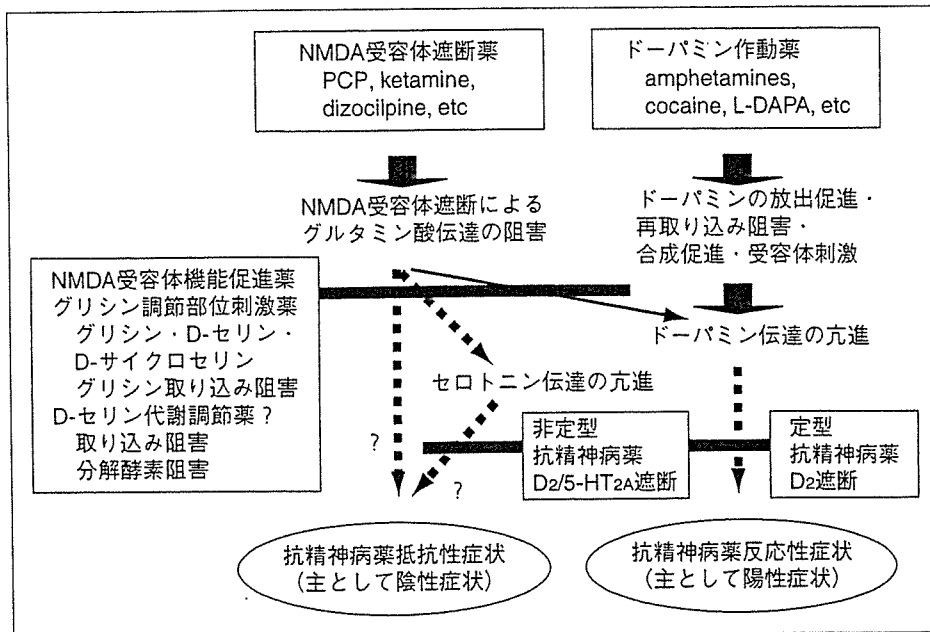 NMDA受容体遮断薬
PCP, ketamine,
dizocilpine, etc
ドーパミン作動薬
amphetamines,
cocaine, L-DAPA, etc
NMDA受容体遮断による
グルタミン酸伝達の阻害
ドーパミンの放出促進・
再取り込み阻害・
合成促進・受容体刺激
NMDA受容体機能促進薬
グリシン調節部位刺激薬
グリシン・D-セリン・
D-サイクロセリン
グリシン取り込み阻害
D-セリン代謝調節薬？
取り込み阻害
分解酵素阻害
ドーパミン伝達の亢進
セロトニン伝達の亢進
?
?
非定型
抗精神病薬
D2/5-HT2A遮断
定型
抗精神病薬
D2遮断
抗精神病薬抵抗性症状
（主として陰性症状）
抗精神病薬反応性症状
（主として陽性症状）